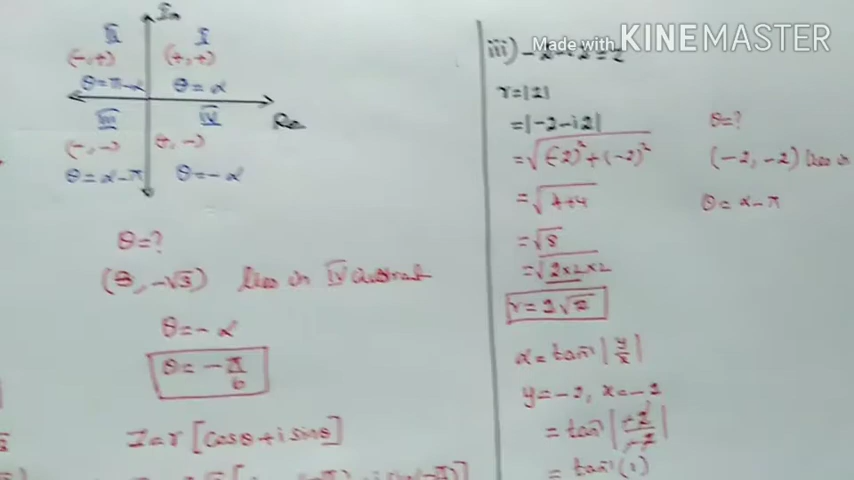 Im
II I
(-,+) (+,+)
θ=π-α θ=α
Re
III IV
(-,-) (+,-)
θ=α-π θ=-α
θ=?
(3, -√3) lies in IV
θ=-α
θ=-π/6
Z=r[cosθ+i sinθ]
Made with KINEMASTER
iii) -2-i2=z
r=|z|
=|-2-i2|
=√(-2)²+(-2)²
=√4+4
=√8
=√2×2×2
r=2√2
α=tan⁻¹|y/x|
y=-2, x=-2
=tan⁻¹|-2/-2|
=tan⁻¹(1)
θ=?
(-2,-2) lies in
θ=α-π